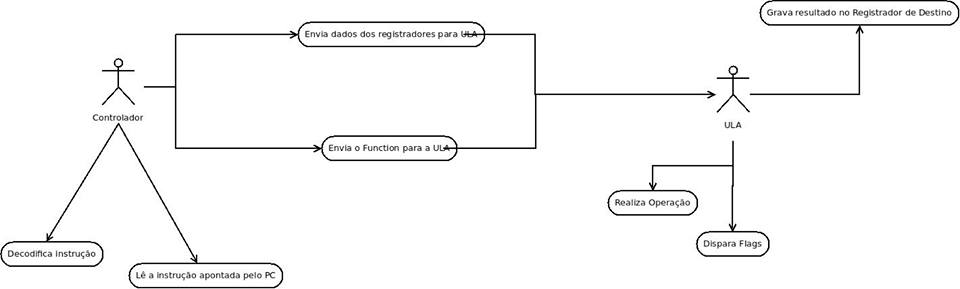 Grava resultado no Registrador de Destino
Envia dados dos registradores para ULA
Controlador
ULA
Envia o Function para a ULA
Realiza Operação
Dispara Flags
Decodifica instrução
Lê a instrução apontada pelo PC